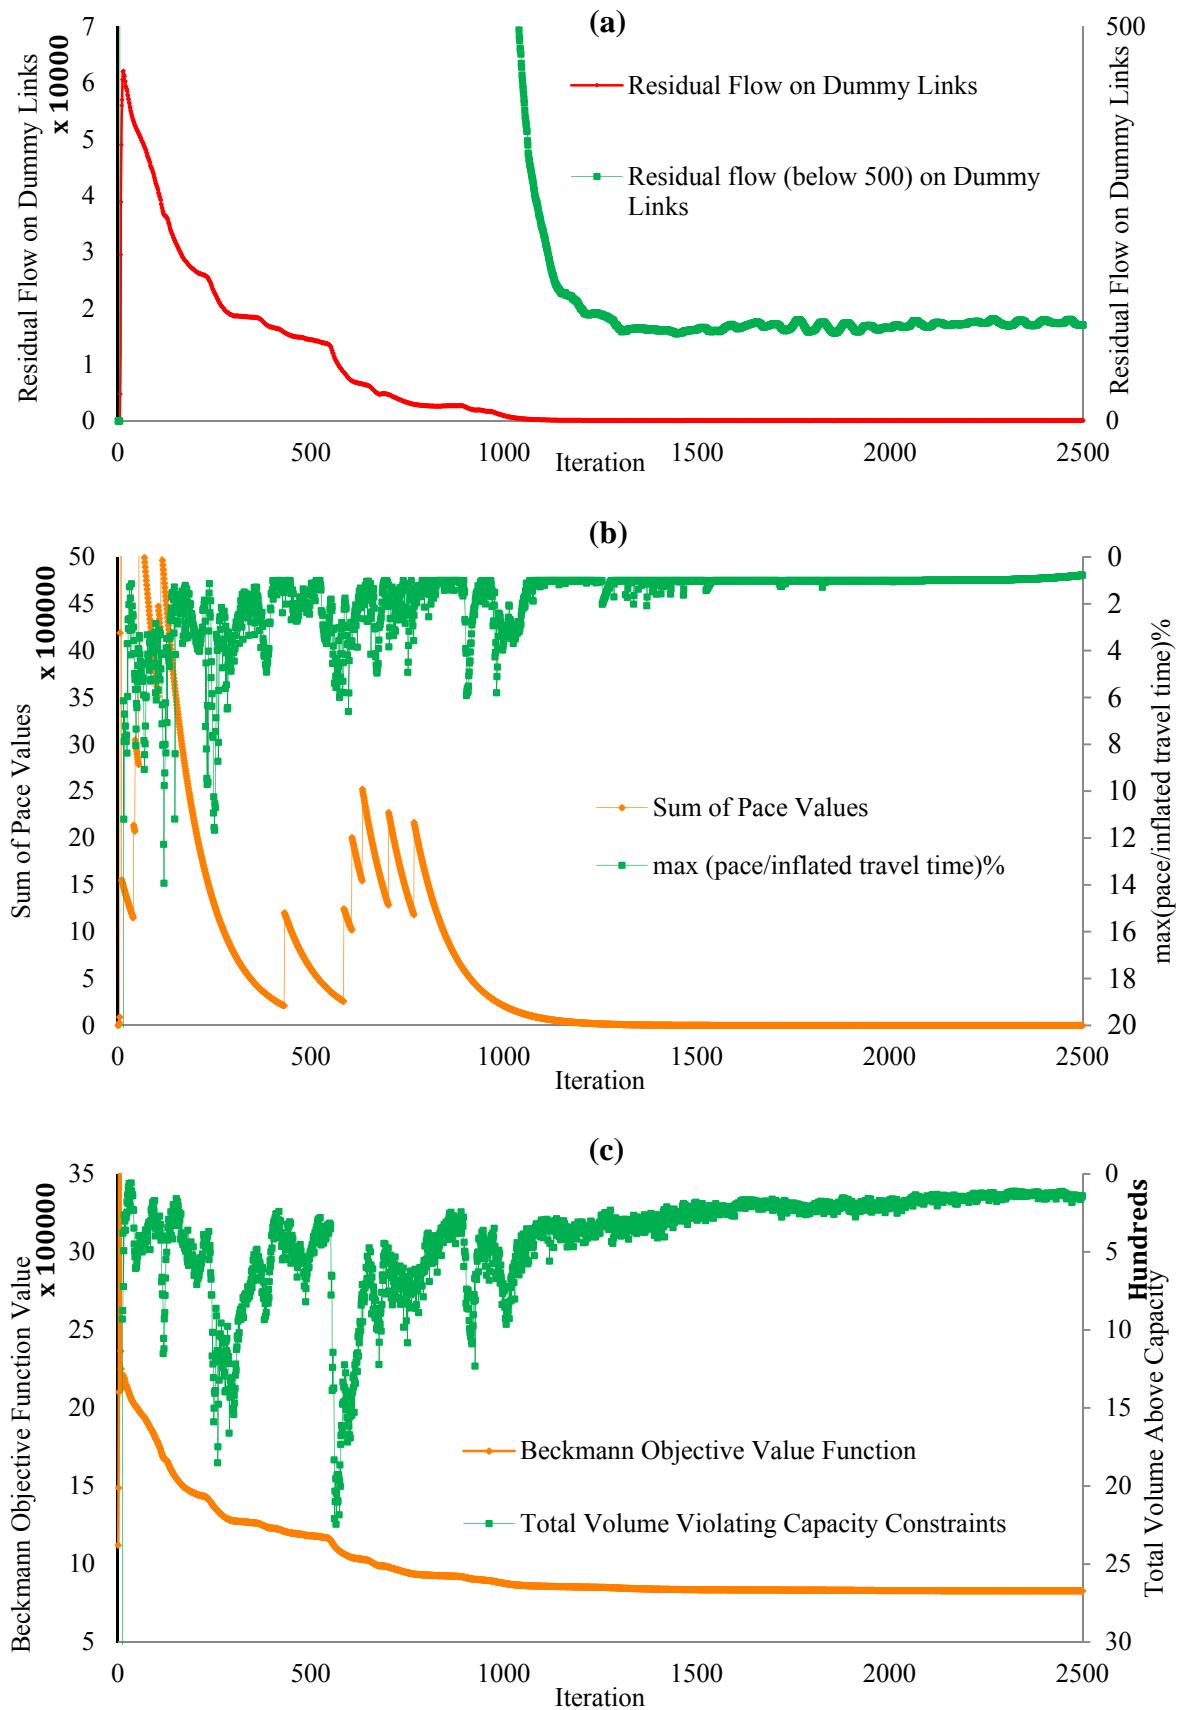 (a)
Residual Flow on Dummy Links
x 10000
7
6
5
4
3
2
1
0
Residual Flow on Dummy Links
Residual flow (below 500) on Dummy
Links
500
0
Residual Flow on Dummy Links
0
500
1000
1500
2000
2500
Iteration
(b)
Sum of Pace Values
x 100000
50
45
40
35
30
25
20
15
10
5
0
Sum of Pace Values
max (pace/inflated travel time)%
0
2
4
6
8
10
12
14
16
18
20
max(pace/inflated travel time)%
0
500
1000
1500
2000
2500
Iteration
(c)
Beckmann Objective Function Value
x 100000
35
30
25
20
15
10
5
Beckmann Objective Value Function
Total Volume Violating Capacity Constraints
0
5
10
15
20
25
30
Hundreds
Total Volume Above Capacity
0
500
1000
1500
2000
2500
Iteration